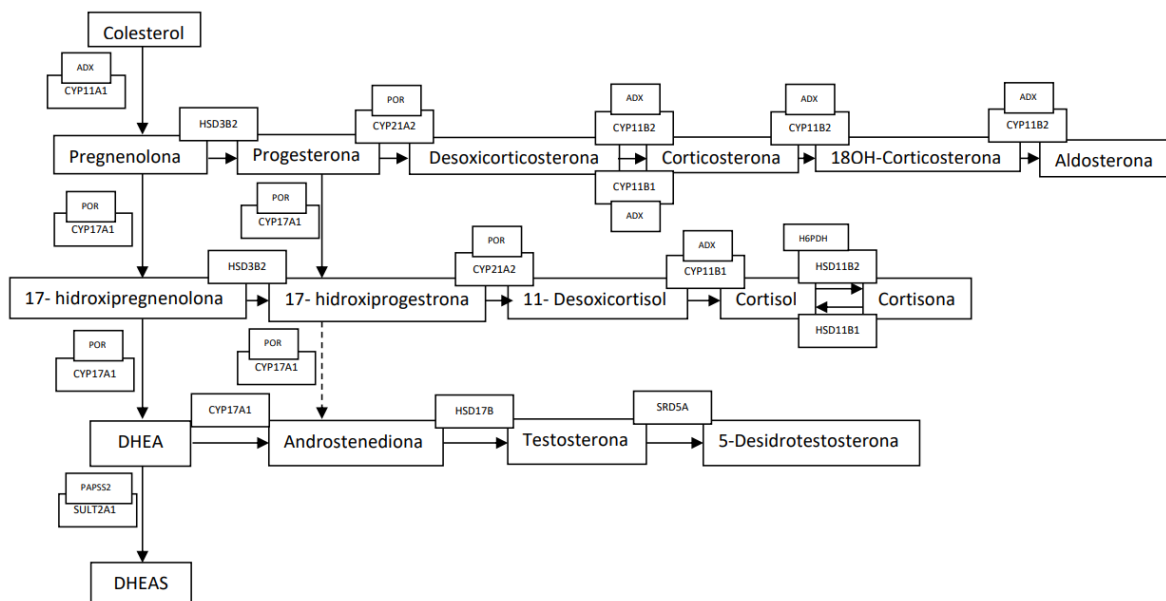 Colesterol
ADX
CYP11A1
POR
ADX
ADX
ADX
HSD3B2
CYP21A2
CYP11B2
CYP11B2
CYP11B2
Pregnenolona
Progesterona
Desoxicorticosterona
Corticosterona
18OH-Corticosterona
Aldosterona
CYP11B1
ADX
POR
CYP17A1
POR
CYP17A1
POR
ADX
H6PDH
HSD3B2
CYP21A2
CYP11B1
HSD11B2
17- hidroxipregnenolona
17- hidroxiprogestrona
11- Desoxicortisol
Cortisol
Cortisona
HSD11B1
POR
CYP17A1
POR
CYP17A1
CYP17A1
HSD17B
SRD5A
DHEA
Androstenediona
Testosterona
5-Desidrotestosterona
PAPSS2
SULT2A1
DHEAS